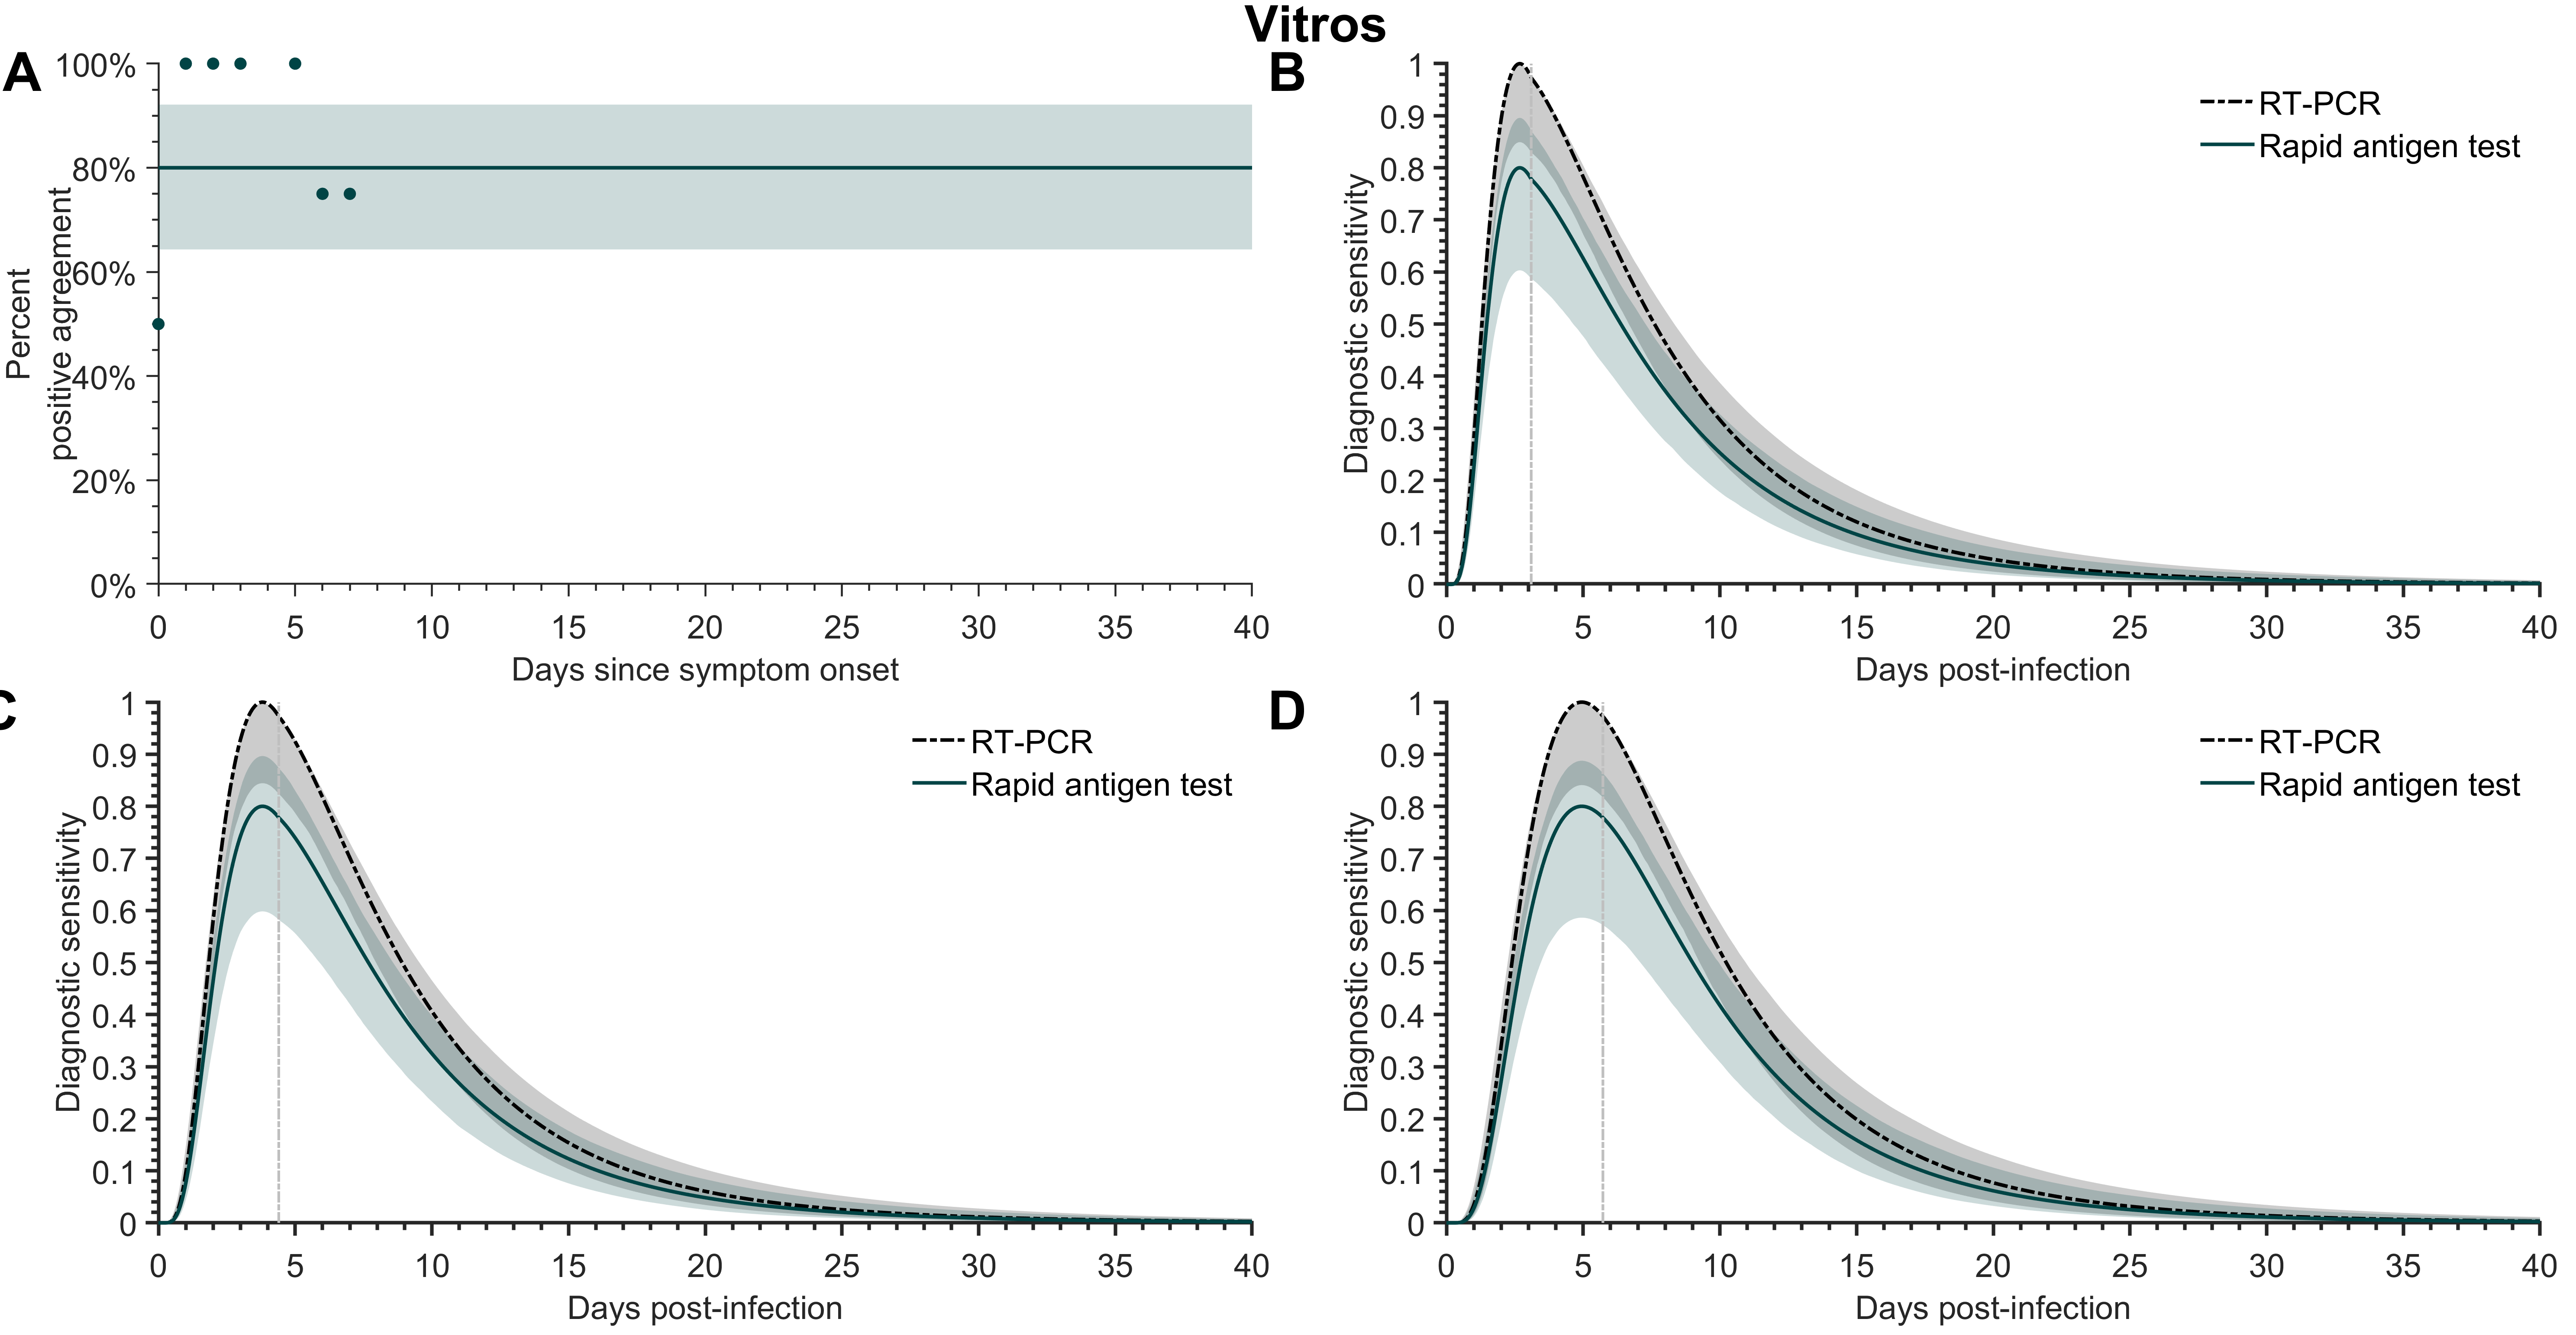 Vitros
A
100%
80%
60%
40%
20%
0%
Percent
positive agreement
0 5 10 15 20 25 30 35 40
Days since symptom onset
B
1
0.9
0.8
0.7
0.6
0.5
0.4
0.3
0.2
0.1
0
Diagnostic sensitivity
RT-PCR
Rapid antigen test
0 5 10 15 20 25 30 35 40
Days post-infection
C
1
0.9
0.8
0.7
0.6
0.5
0.4
0.3
0.2
0.1
0
Diagnostic sensitivity
RT-PCR
Rapid antigen test
0 5 10 15 20 25 30 35 40
Days post-infection
D
1
0.9
0.8
0.7
0.6
0.5
0.4
0.3
0.2
0.1
0
Diagnostic sensitivity
RT-PCR
Rapid antigen test
0 5 10 15 20 25 30 35 40
Days post-infection